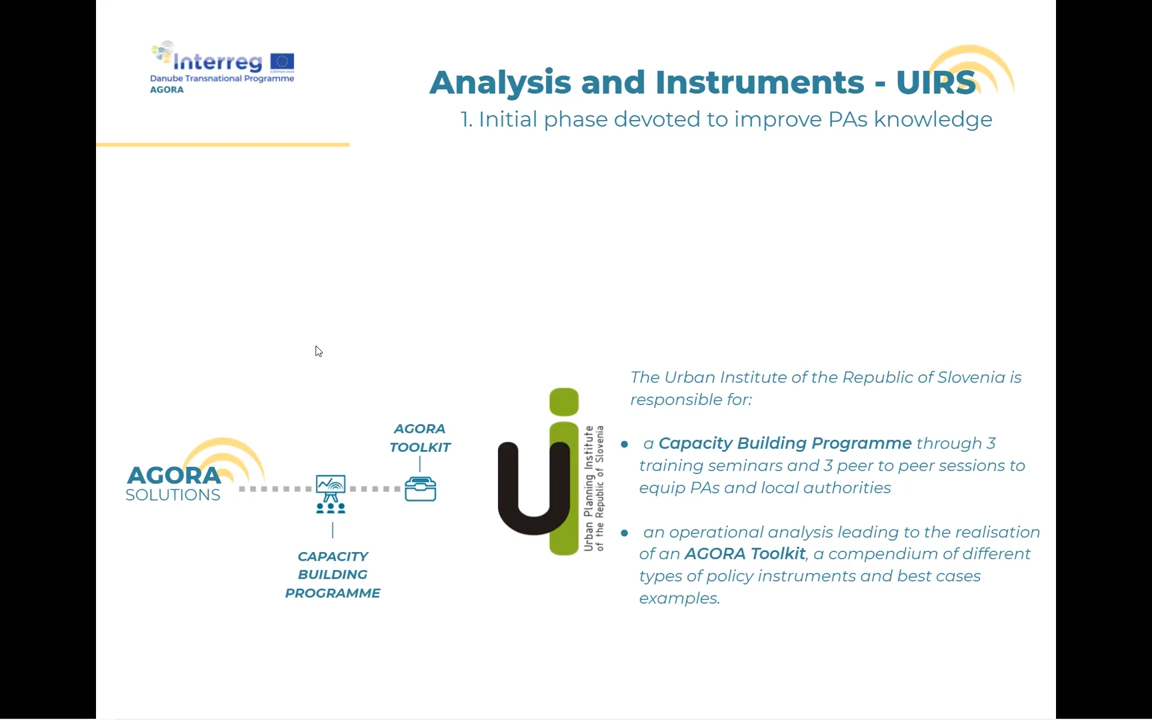 Interreg
Danube Transnational Programme
AGORA
Analysis and Instruments - UIRS
1. Initial phase devoted to improve PAs knowledge
AGORA
SOLUTIONS
AGORA
TOOLKIT
CAPACITY
BUILDING
PROGRAMME
ui
Urban Planning Institute
of the Republic of Slovenia
The Urban Institute of the Republic of Slovenia is
responsible for:
● a Capacity Building Programme through 3
training seminars and 3 peer to peer sessions to
equip PAs and local authorities
● an operational analysis leading to the realisation
of an AGORA Toolkit, a compendium of different
types of policy instruments and best cases
examples.